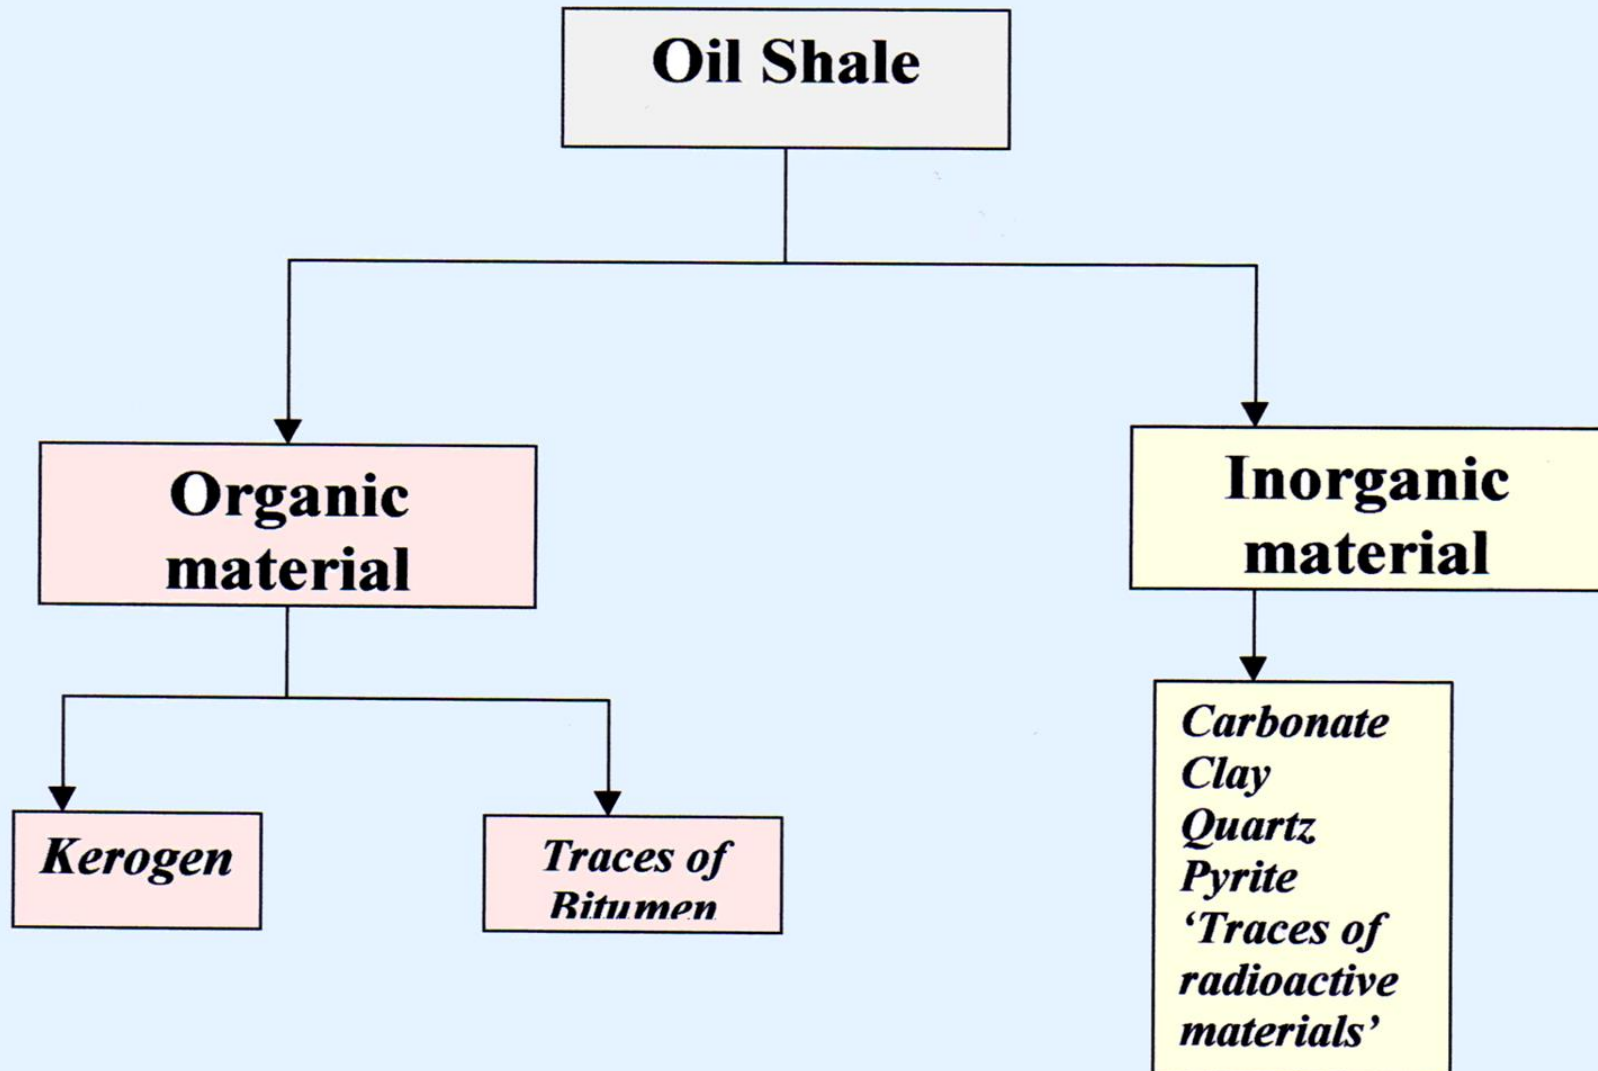 Oil Shale
Organic
material
Inorganic
material
Kerogen
Traces of
Bitumen
Carbonate
Clay
Quartz
Pyrite
‘Traces of
radioactive
materials’